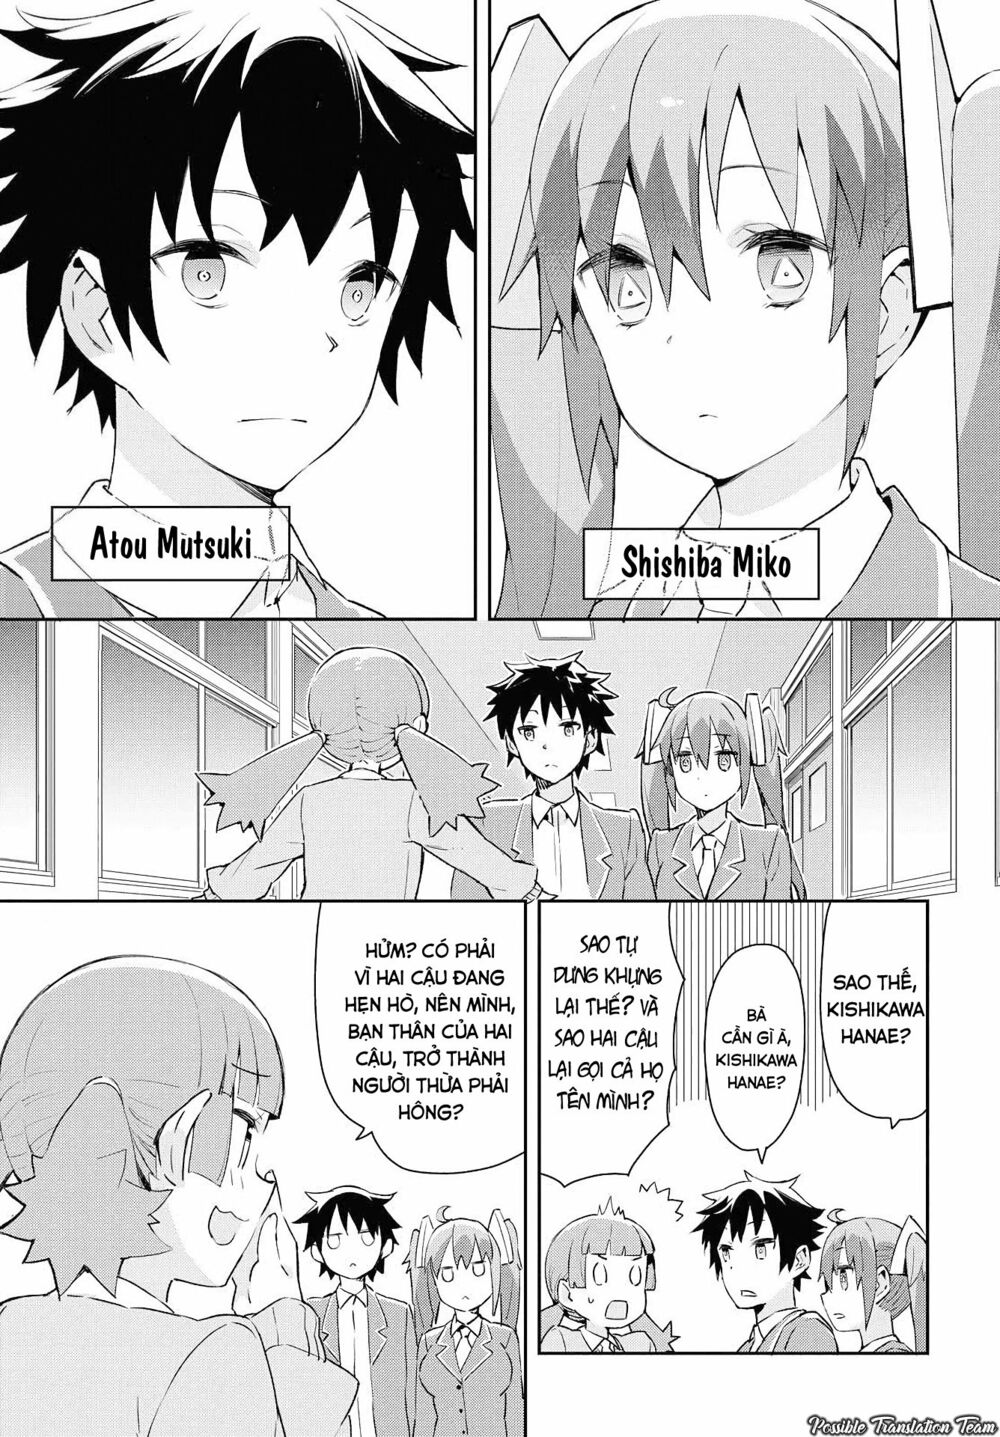 Atou Mutsuki
Shishiba Miko
SAO THẾ,
KISHIKAWA
HANAE?
BÀ
CẦN GÌ À,
KISHIKAWA
HANAE?
SAO TỰ
DƯNG KHỰNG
LẠI THẾ? VÀ
SAO HAI CẬU
LẠI GỌI CẢ HỌ
TÊN MÌNH?
HỬM? CÓ PHẢI
VÌ HAI CẬU ĐANG
HẸN HÒ, NÊN MÌNH,
BẠN THÂN CỦA HAI
CẬU, TRỞ THÀNH
NGƯỜI THỪA PHẢI
HÔNG?
Possible Translation Team